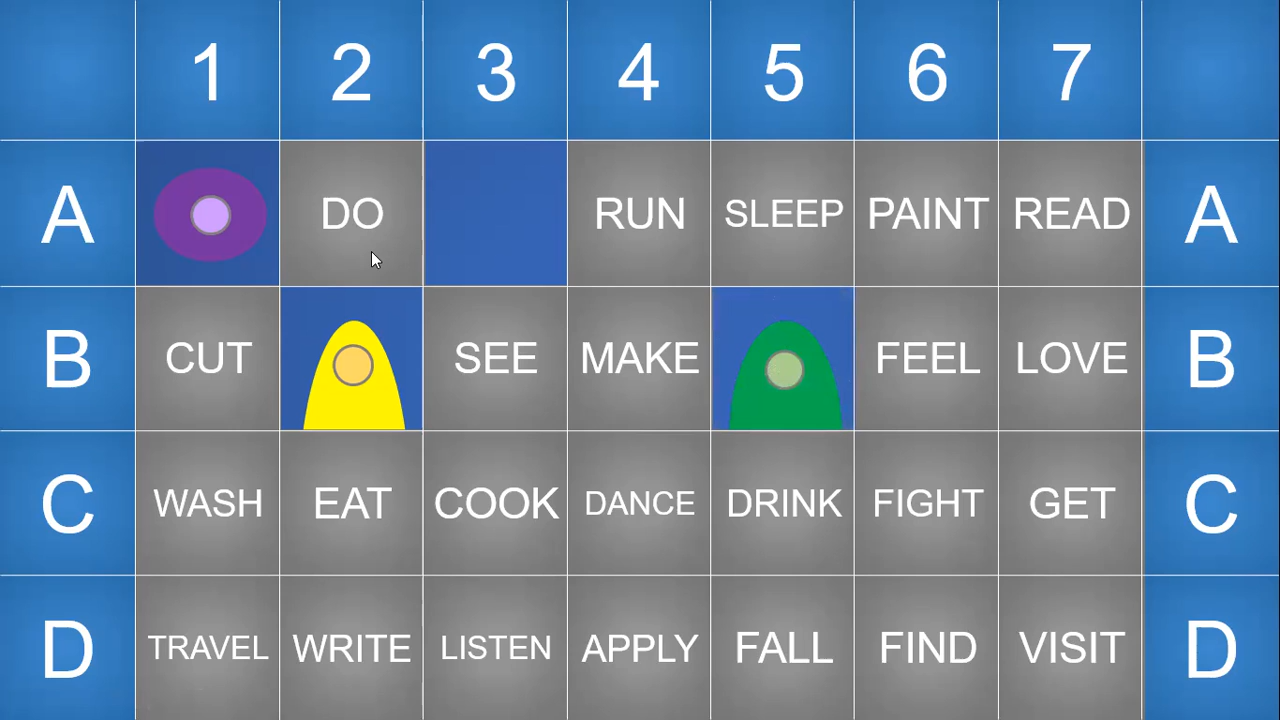 1 2 3 4 5 6 7
A DO RUN SLEEP PAINT READ A
B CUT SEE MAKE FEEL LOVE B
C WASH EAT COOK DANCE DRINK FIGHT GET C
D TRAVEL WRITE LISTEN APPLY FALL FIND VISIT D